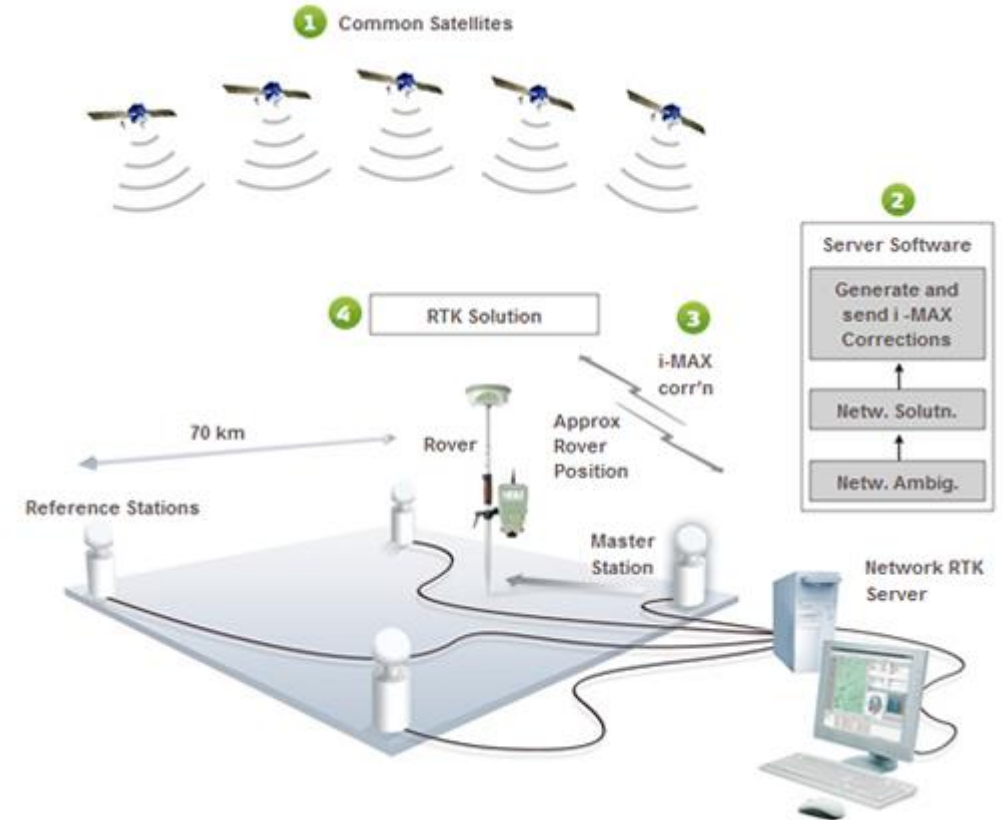 1 Common Satellites
2
Server Software
Generate and
send i -MAX
Corrections
Netw. Solutn.
Netw. Ambig.
4 RTK Solution
3
i-MAX
corr'n
70 km
Rover
Approx
Rover
Position
Reference Stations
Master
Station
Network RTK
Server